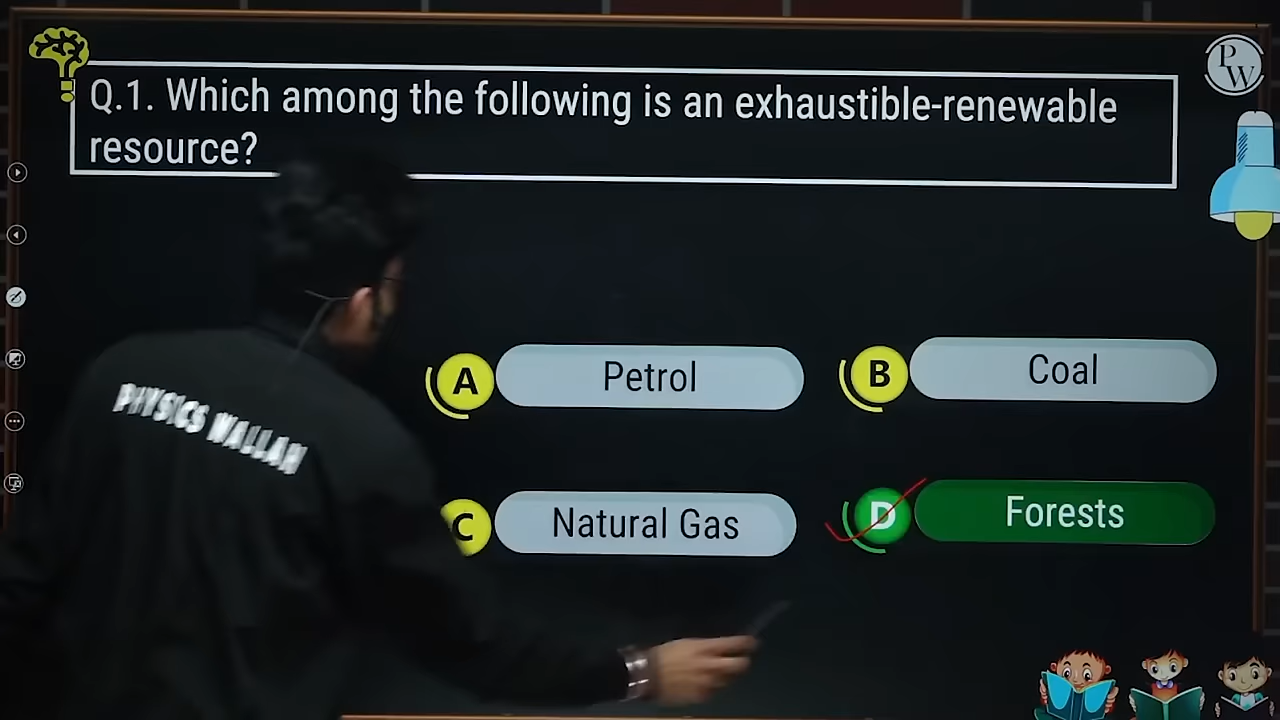 Q.1. Which among the following is an exhaustible-renewable
resource?
PW
PHYSICS WALLAH
A Petrol
B Coal
C Natural Gas
D Forests